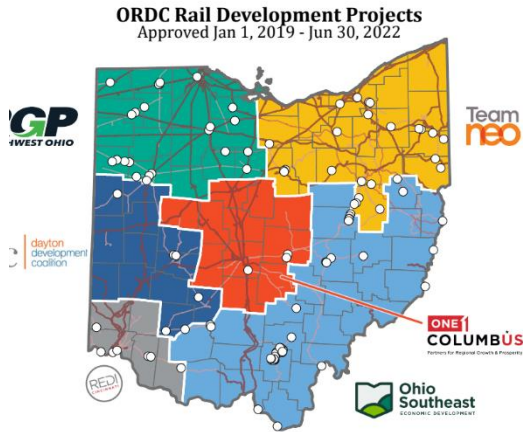 ORDC Rail Development Projects
Approved Jan 1, 2019 - Jun 30, 2022
GP
HWEST OHIO
Team
neo
dayton
development
coalition
ONE
COLUMBUS
Partners for Regional Growth & Prosperity
REDI
CINCINNATI
Ohio
Southeast
ECONOMIC DEVELOPMENT